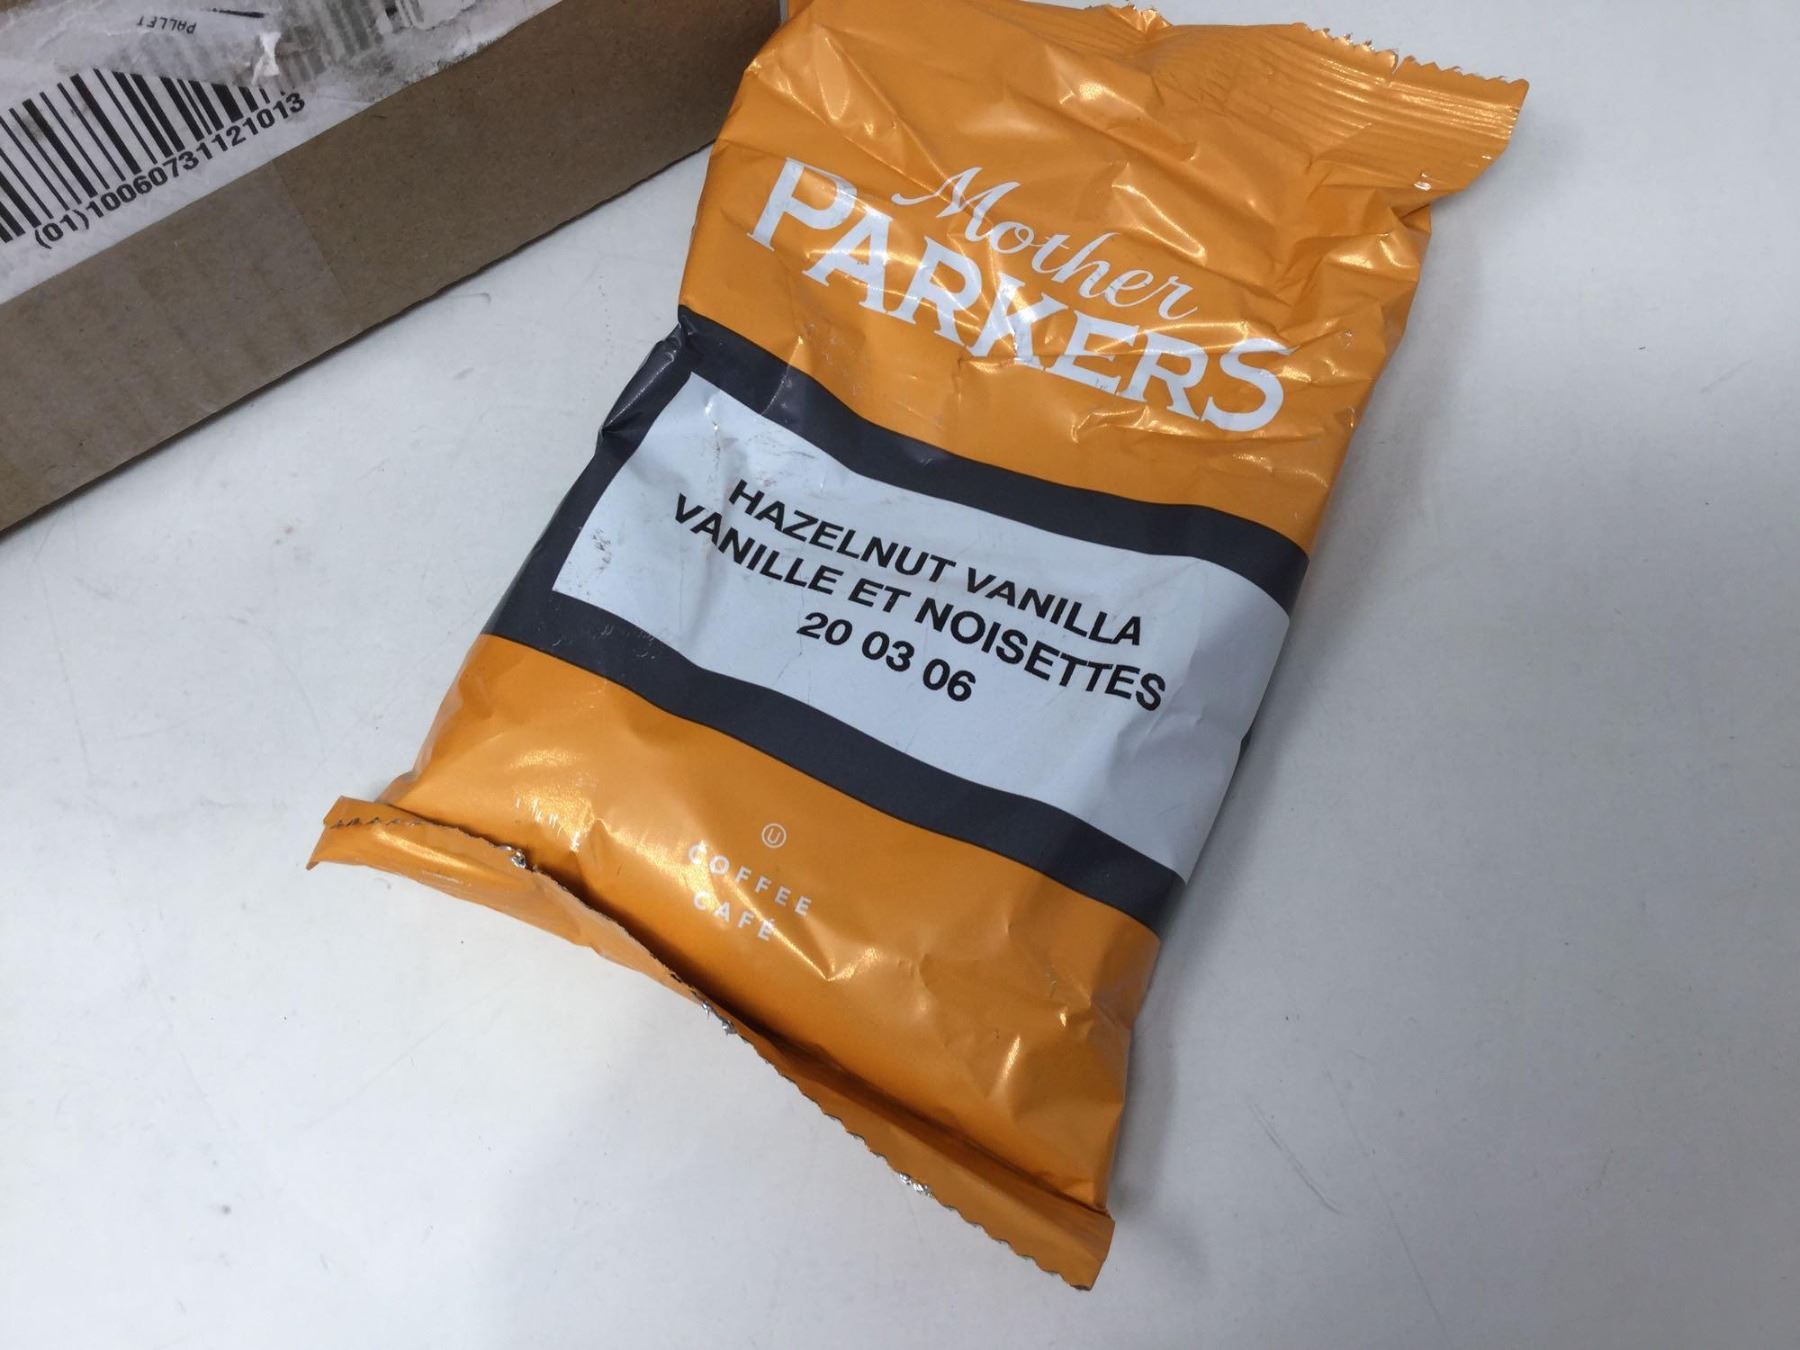 PALLET
(01)10060731121013
Mother
PARKERS
HAZELNUT VANILLA
VANILLE ET NOISETTES
20 03 06
U
COFFEE
CAFÉ